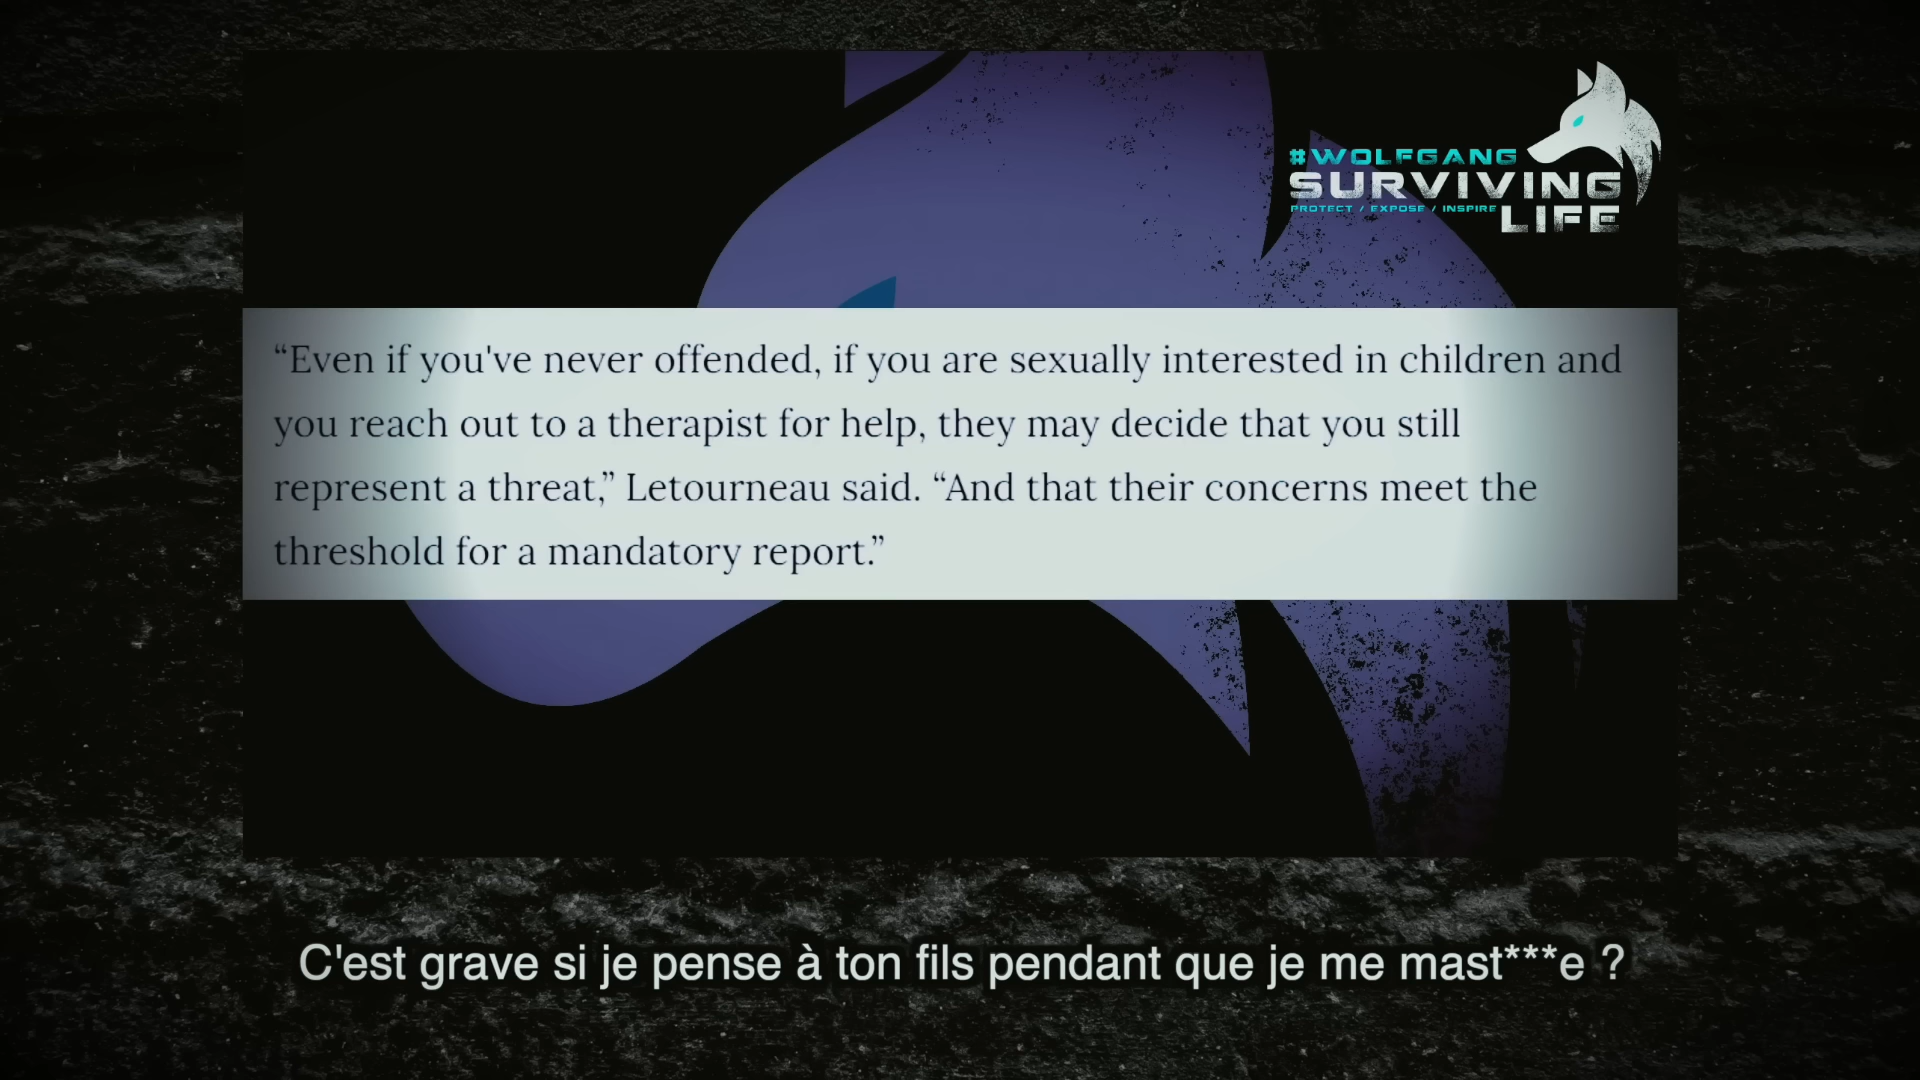 #WOLFGANG
SURVIVING
PROTECT / EXPOSE / INSPIRE
LIFE
“Even if you've never offended, if you are sexually interested in children and
you reach out to a therapist for help, they may decide that you still
represent a threat,” Letourneau said. “And that their concerns meet the
threshold for a mandatory report.”
C'est grave si je pense à ton fils pendant que je me mast***e ?